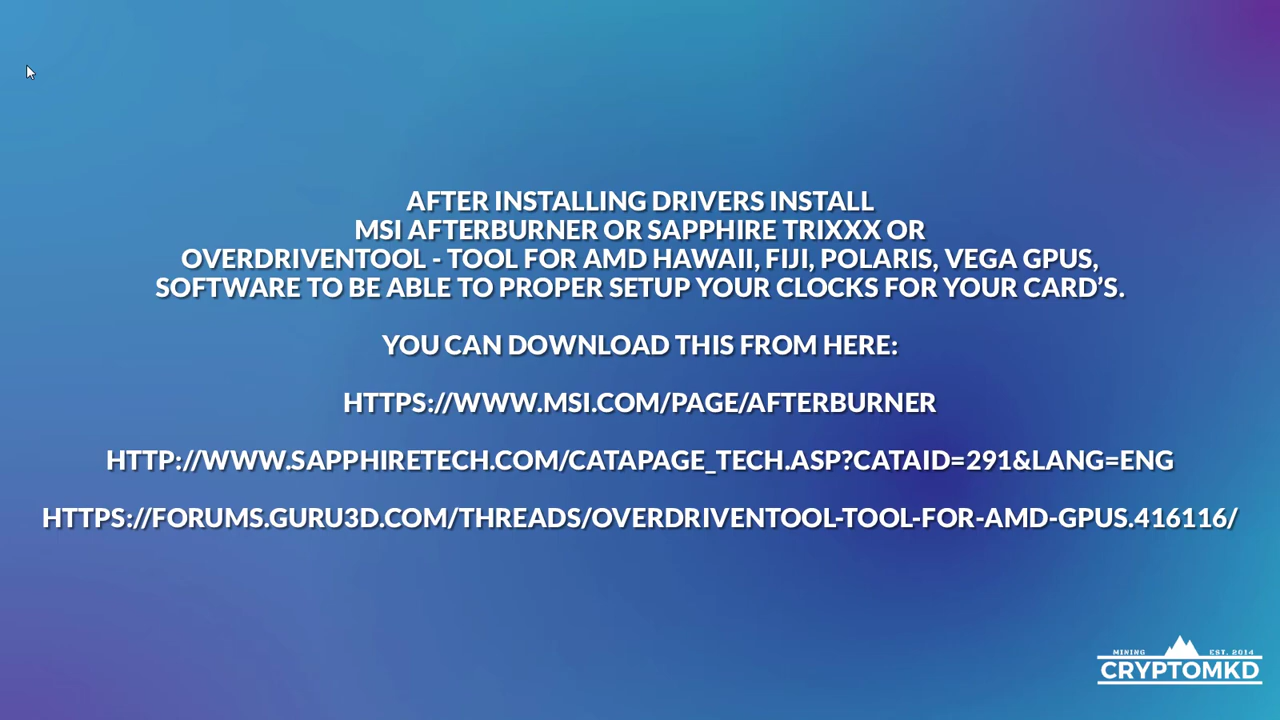 AFTER INSTALLING DRIVERS INSTALL
MSI AFTERBURNER OR SAPPHIRE TRIXXX OR
OVERDRIVENTOOL - TOOL FOR AMD HAWAII, FIJI, POLARIS, VEGA GPUS,
SOFTWARE TO BE ABLE TO PROPER SETUP YOUR CLOCKS FOR YOUR CARD'S.
YOU CAN DOWNLOAD THIS FROM HERE:
HTTPS://WWW.MSI.COM/PAGE/AFTERBURNER
HTTP://WWW.SAPPHIRETECH.COM/CATAPAGE_TECH.ASP?CATAID=291&LANG=ENG
HTTPS://FORUMS.GURU3D.COM/THREADS/OVERDRIVENTOOL-TOOL-FOR-AMD-GPUS.416116/
MINING EST. 2014
CRYPTOMKD